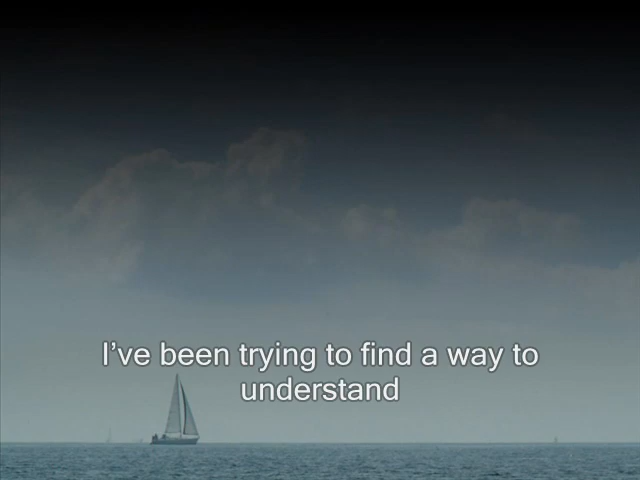 I’ve been trying to find a way to
understand